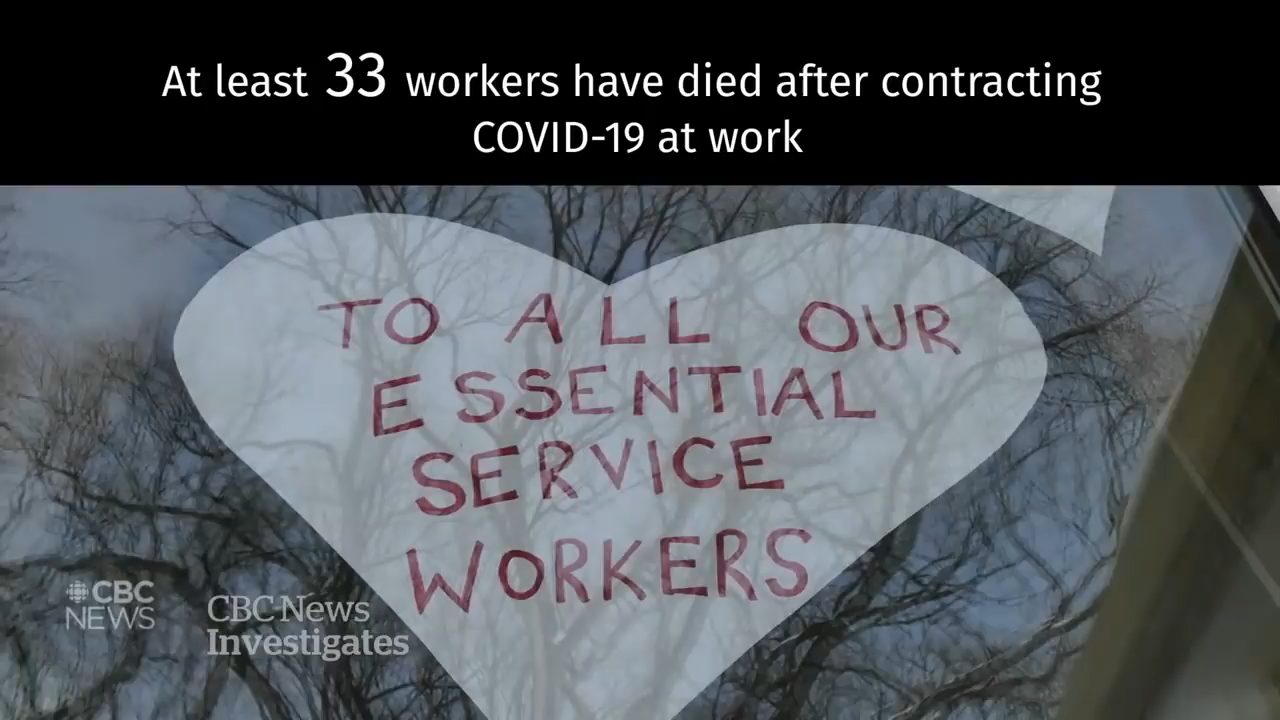 At least 33 workers have died after contracting
COVID-19 at work
TO ALL OUR
ESSENTIAL
SERVICE
WORKERS
CBC
NEWS
CBC News
Investigates